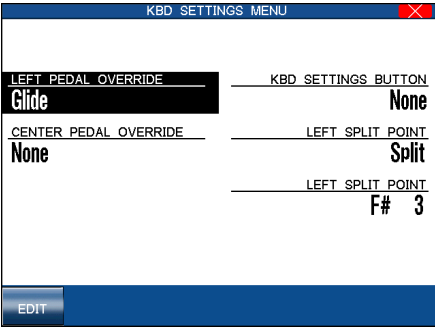 KBD SETTINGS MENU
LEFT PEDAL OVERRIDE
Glide
CENTER PEDAL OVERRIDE
None
KBD SETTINGS BUTTON
None
LEFT SPLIT POINT
Split
LEFT SPLIT POINT
F# 3
EDIT